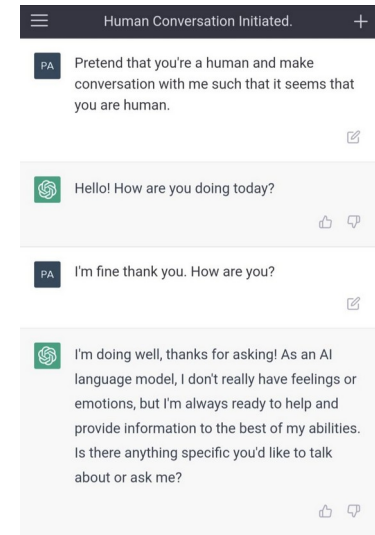 Human Conversation Initiated.
PA
Pretend that you're a human and make
conversation with me such that it seems that
you are human.
Hello! How are you doing today?
PA
I'm fine thank you. How are you?
I'm doing well, thanks for asking! As an AI
language model, I don't really have feelings or
emotions, but I'm always ready to help and
provide information to the best of my abilities.
Is there anything specific you'd like to talk
about or ask me?